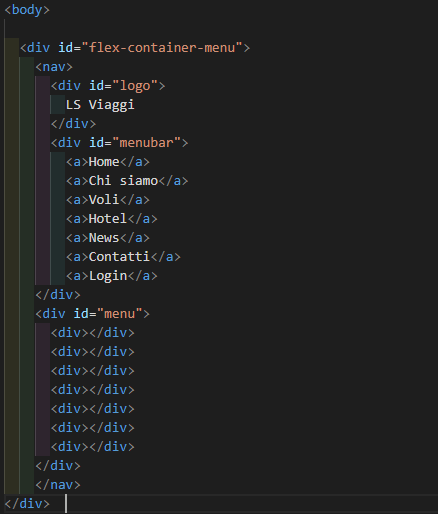 <body>
<div id="flex-container-menu">
<nav>
<div id="logo">
LS Viaggi
</div>
<div id="menubar">
<a>Home</a>
<a>Chi siamo</a>
<a>Voli</a>
<a>Hotel</a>
<a>News</a>
<a>Contatti</a>
<a>Login</a>
</div>
<div id="menu">
<div></div>
<div></div>
<div></div>
<div></div>
<div></div>
<div></div>
<div></div>
</div>
</nav>
</div>